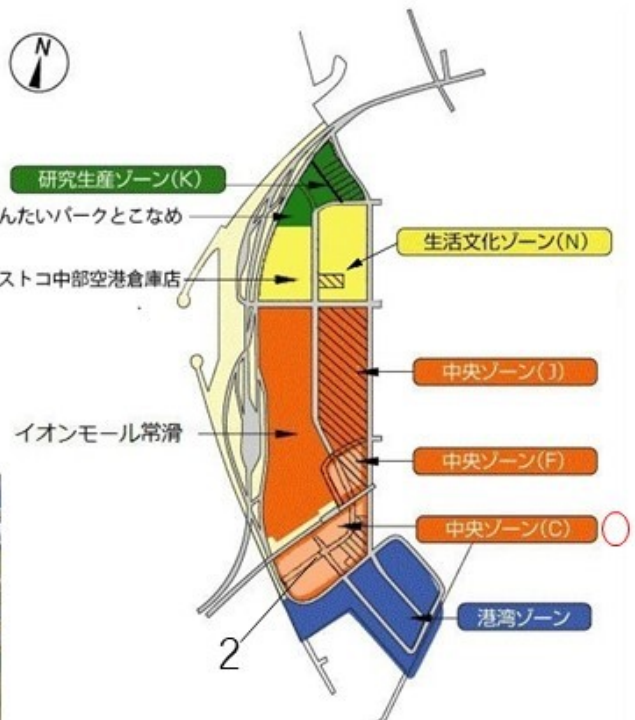 N
研究生産ゾーン(K)
んたいパークとこなめ
生活文化ゾーン(N)
ストコ中部空港倉庫店
中央ゾーン(J)
イオンモール常滑
中央ゾーン(F)
中央ゾーン(C)
港湾ゾーン
2